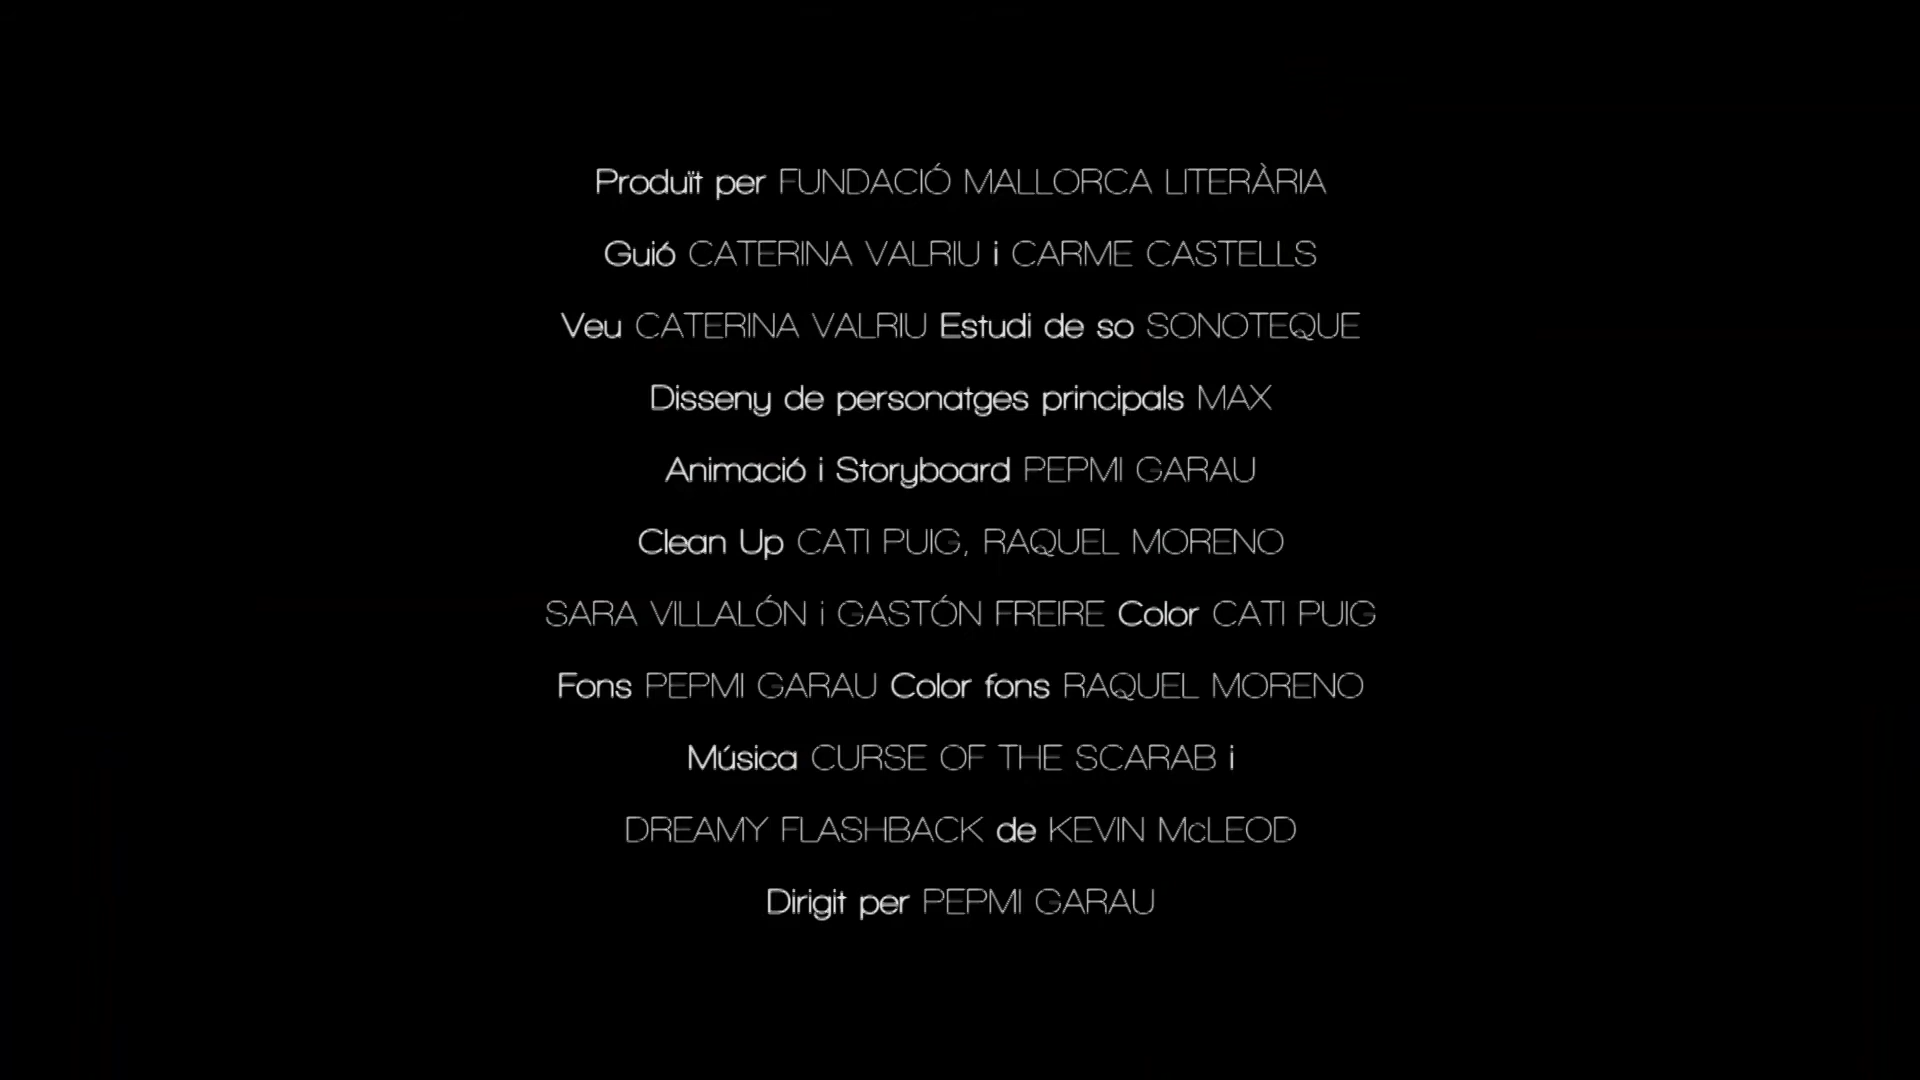 Produït per FUNDACIÓ MALLORCA LITERÀRIA
Guió CATERINA VALRIU i CARME CASTELLS
Veu CATERINA VALRIU Estudi de so SONOTEQUE
Disseny de personatges principals MAX
Animació i Storyboard PEPMI GARAU
Clean Up CATI PUIG, RAQUEL MORENO
SARA VILLALÓN i GASTÓN FREIRE Color CATI PUIG
Fons PEPMI GARAU Color fons RAQUEL MORENO
Música CURSE OF THE SCARAB i
DREAMY FLASHBACK de KEVIN McLEOD
Dirigit per PEPMI GARAU